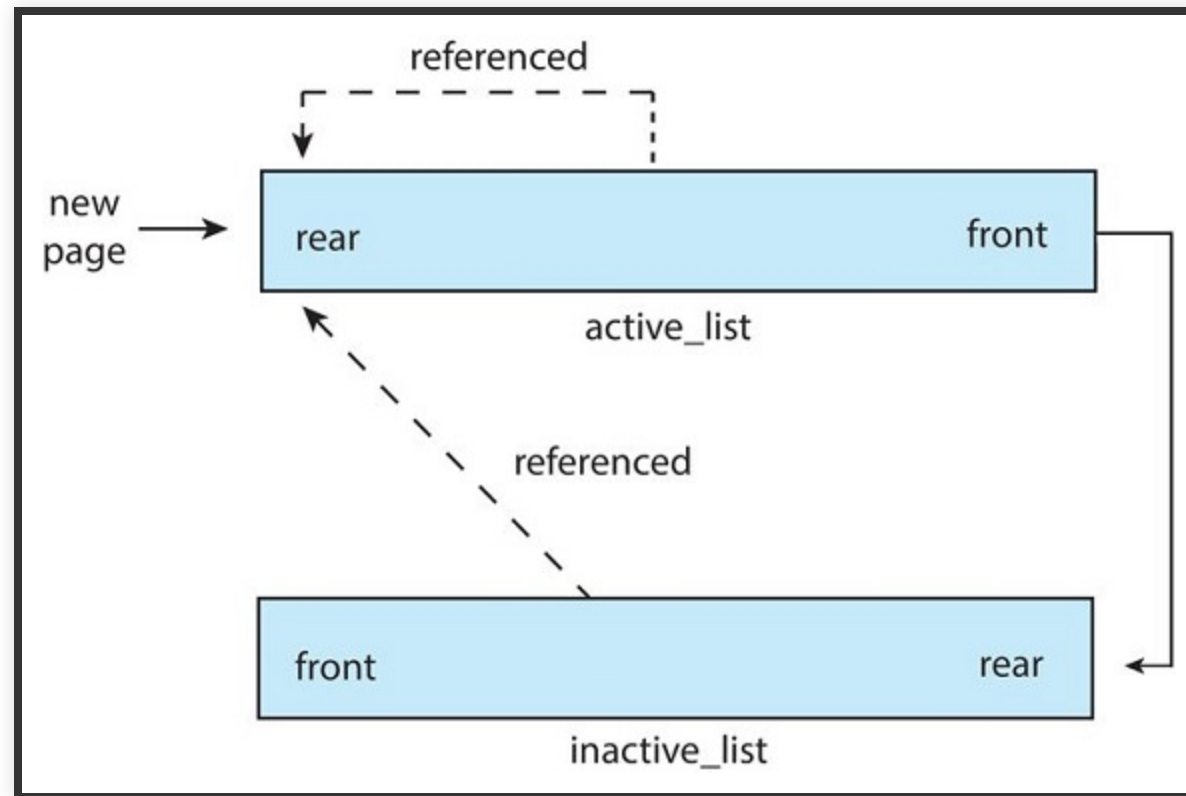 referenced
new
page
rear
front
active_list
referenced
front
rear
inactive_list